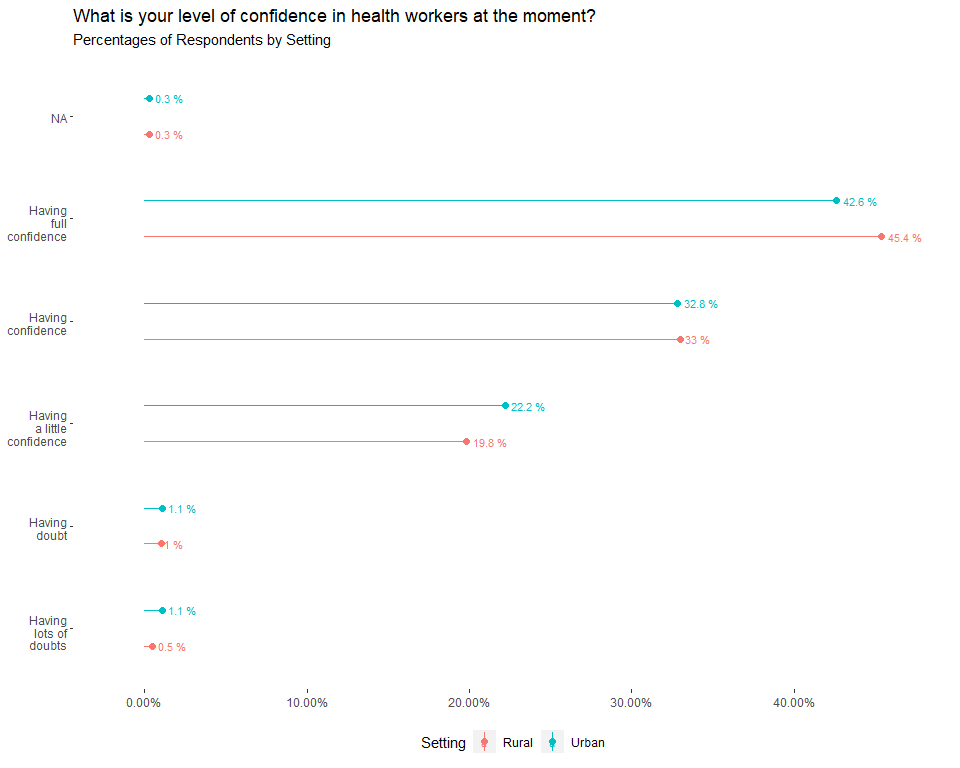 What is your level of confidence in health workers at the moment?
Percentages of Respondents by Setting
NA
0.3 %
0.3 %
Having
full
confidence
42.6 %
45.4 %
Having
confidence
32.8 %
33 %
Having
a little
confidence
22.2 %
19.8 %
Having
doubt
1.1 %
1 %
Having
lots of
doubts
1.1 %
0.5 %
0.00% 10.00% 20.00% 30.00% 40.00%
Setting Rural Urban